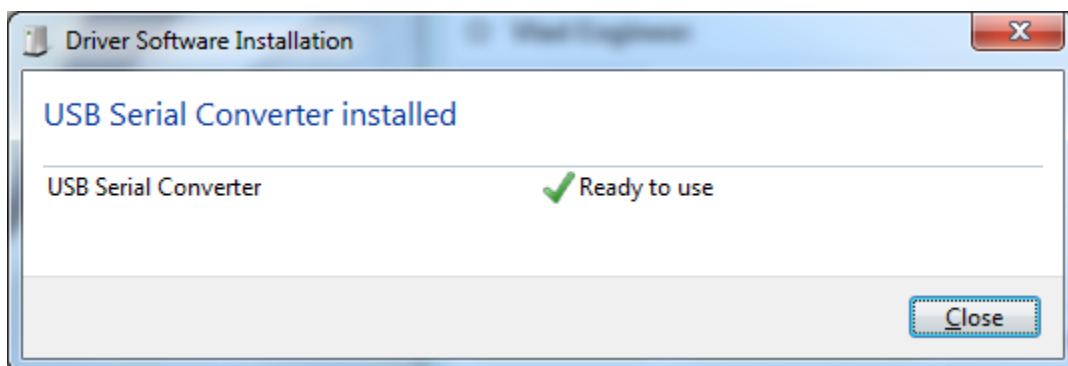 Driver Software Installation
USB Serial Converter installed
USB Serial Converter
Ready to use
Close